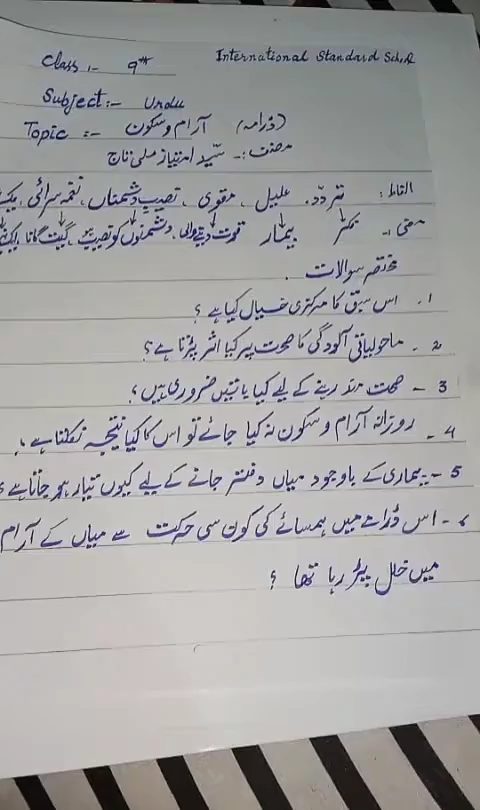 Class :- 9th International Standard School
Subject:- Urdu
Topic :- آرام و سکون (ڈرامہ)
مصنف:- سید امتیاز علی تاج
الفاظ: تردد، علیل، مقوی، نصیبِ دشمناں، نغمہ سرائی،
معنی:- فکر بیمار قوت دینے والی، دشمنوں کو نصیب ہو، گیت گانا،
مختصر سوالات .
1. اس سبق کا مرکزی خیال کیا ہے ؟
2. ماحولیاتی آلودگی کا صحت پر کیا اثر پڑتا ہے؟
3 - صحت مند رہنے کے لیے کیا باتیں ضروری ہیں؟
4 - روزانہ آرام و سکون نہ کیا جائے تو اس کا کیا نتیجہ نکلتا ہے؟
5 - بیماری کے باوجود میاں دفتر جانے کے لیے کیوں تیار ہو جاتا ہے
6 - اس ڈرامے میں ہمسائے کی کون سی حرکت سے میاں کے آرام
میں خلل پڑ رہا تھا ؟